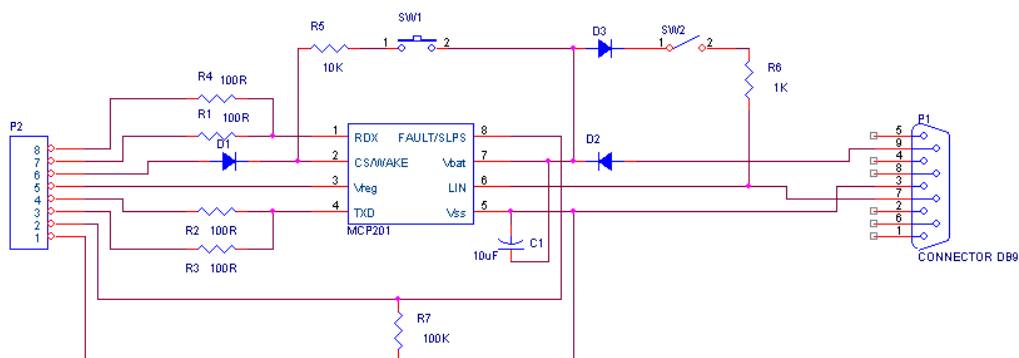 SW1
R5
1
2
10K
D3
SW2
1
2
R6
1K
R4 100R
R1 100R
D1
P2
8
7
6
5
4
3
2
1
1 RDX FAULT/SLPS 8
2 CS/WAKE Vbat 7
3 Vreg LIN 6
4 TXD Vss 5
MCP201
D2
P1
5
9
4
8
3
7
2
6
1
CONNECTOR DB9
R2 100R
R3 100R
C1
10uF
R7
100K